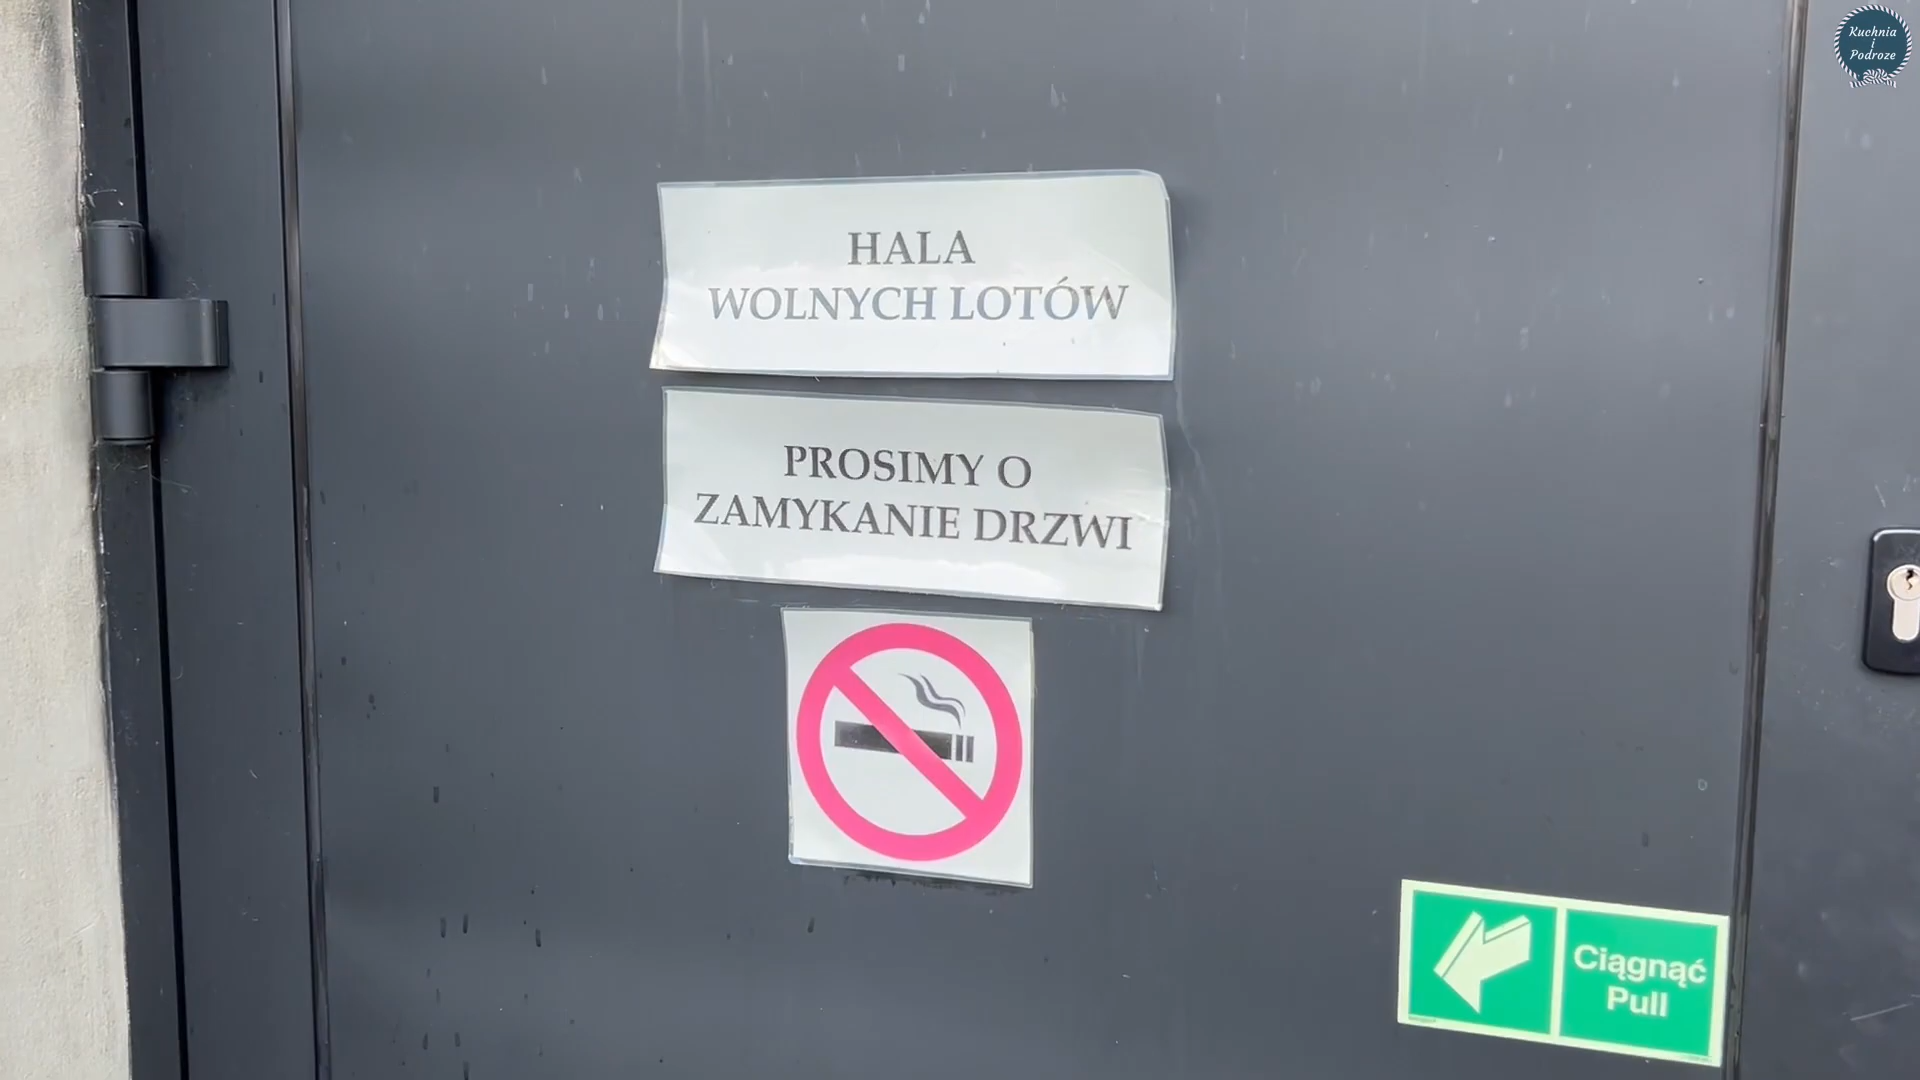 Kuchnia
i
Podroze
HALA
WOLNYCH LOTÓW
PROSIMY O
ZAMYKANIE DRZWI
Ciągnąć
Pull